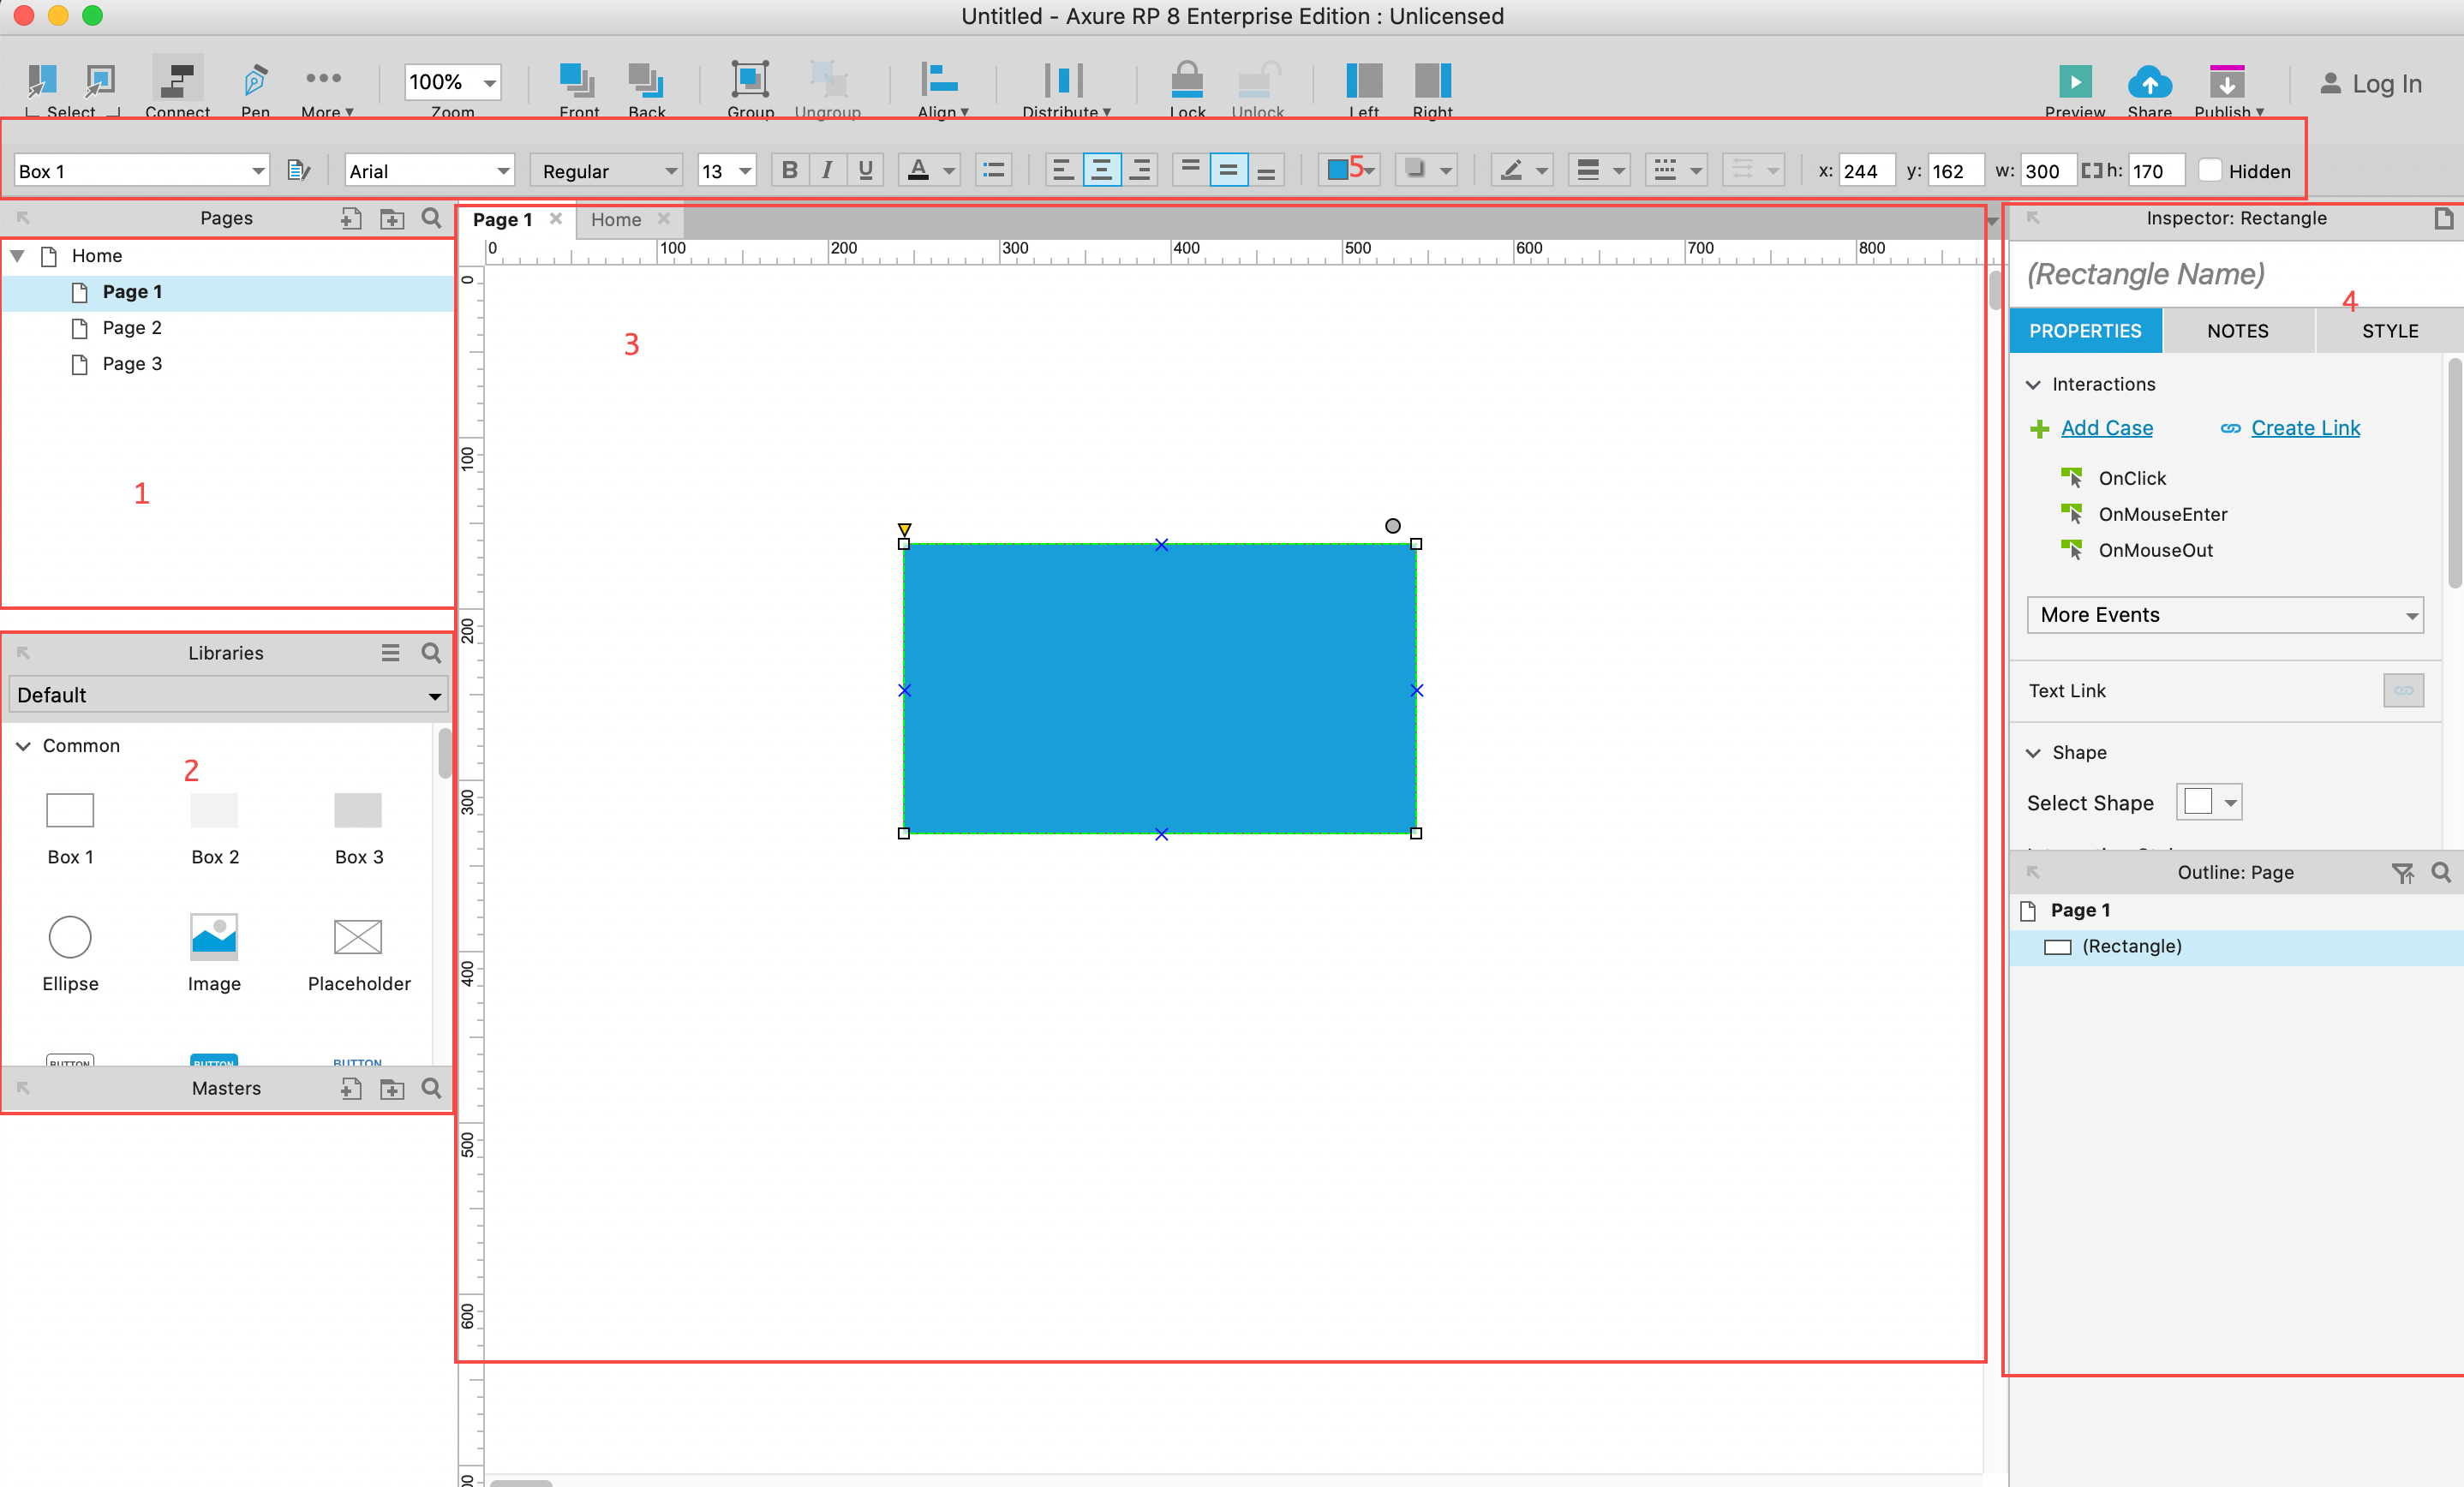 Untitled - Axure RP 8 Enterprise Edition : Unlicensed
100%
Select Connect Pen More Zoom Front Back Group Ungroup Align Distribute Lock Unlock Left Right Preview Share Publish Log In
Box 1 Arial Regular 13 B I U A 5 x: 244 y: 162 w: 300 h: 170 Hidden
Pages
Home
Page 1
Page 2
Page 3
1
Libraries
Default
Common
2
Box 1 Box 2 Box 3
Ellipse Image Placeholder
BUTTON BUTTON BUTTON
Masters
Page 1 Home
0 100 200 300 400 500 600 700 800
0
100
200
300
400
500
600
3
Inspector: Rectangle
(Rectangle Name)
4
PROPERTIES NOTES STYLE
Interactions
Add Case Create Link
OnClick
OnMouseEnter
OnMouseOut
More Events
Text Link
Shape
Select Shape
Outline: Page
Page 1
(Rectangle)